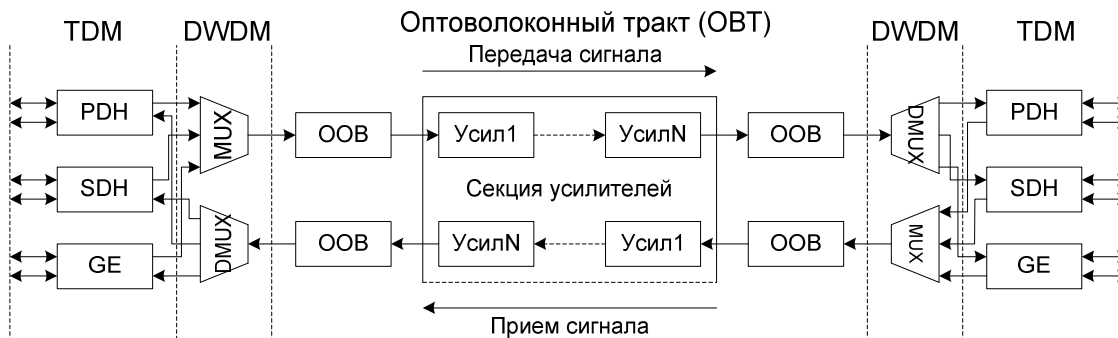 Оптоволоконный тракт (ОВТ)
TDM
DWDM
DWDM
TDM
Передача сигнала
PDH
MUX
ООВ
Усил1
УсилN
ООВ
DMUX
PDH
SDH
Секция усилителей
SDH
GE
DMUX
ООВ
УсилN
Усил1
ООВ
MUX
GE
Прием сигнала